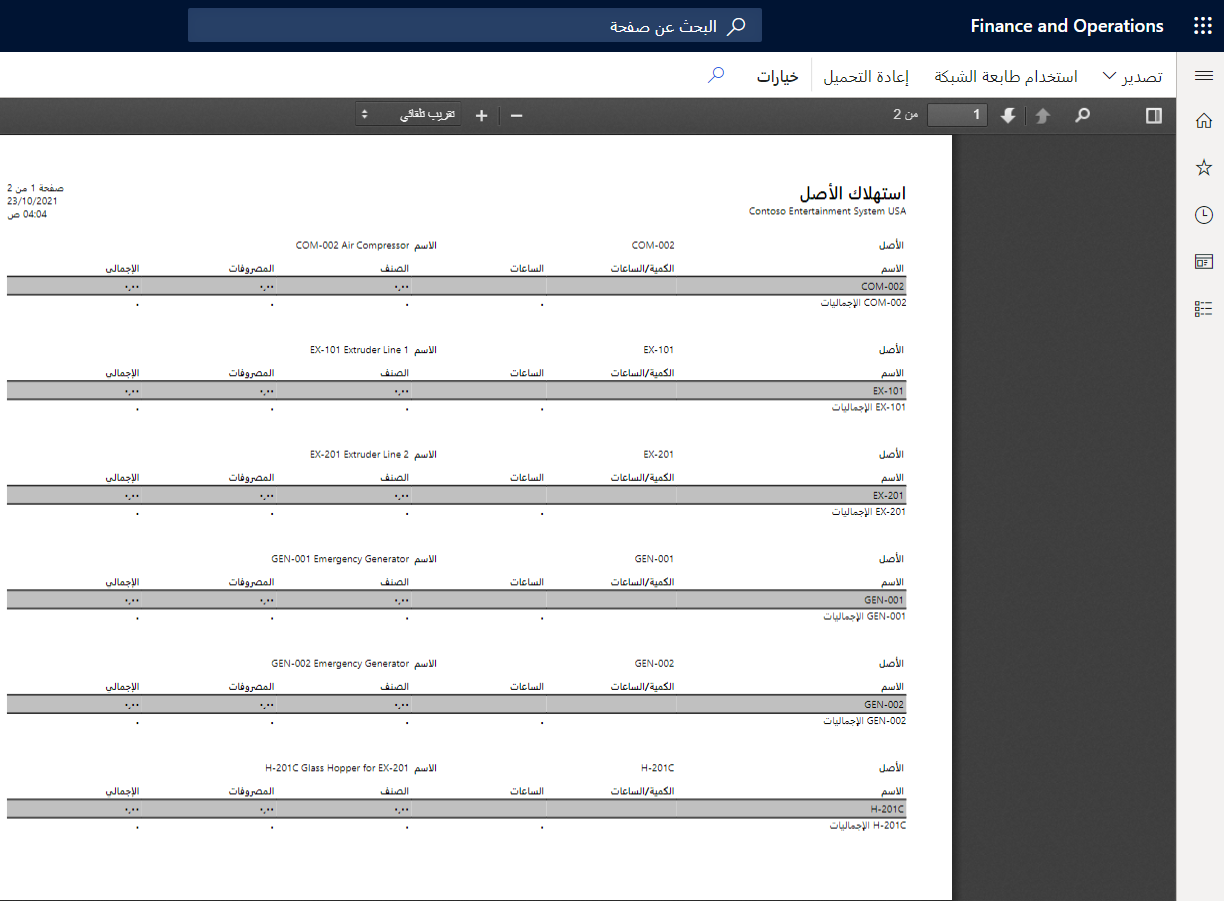 Finance and Operations البحث عن صفحة
تصدير استخدام طابعة الشبكة إعادة التحميل خيارات
1 من 2 تقريب تلقائي
استهلاك الأصل
Contoso Entertainment System USA
صفحة 1 من 2
23/10/2021
04:04 ص
الأصل COM-002 الاسم COM-002 Air Compressor
الاسم الكمية/الساعات الساعات الصنف المصروفات الإجمالي
COM-002 ٠,٠٠ ٠,٠٠ ٠,٠٠
COM-002 الإجماليات ٠ ٠ ٠ ٠
الأصل EX-101 الاسم EX-101 Extruder Line 1
الاسم الكمية/الساعات الساعات الصنف المصروفات الإجمالي
EX-101 ٠,٠٠ ٠,٠٠ ٠,٠٠
EX-101 الإجماليات ٠ ٠ ٠ ٠
الأصل EX-201 الاسم EX-201 Extruder Line 2
الاسم الكمية/الساعات الساعات الصنف المصروفات الإجمالي
EX-201 ٠,٠٠ ٠,٠٠ ٠,٠٠
EX-201 الإجماليات ٠ ٠ ٠ ٠
الأصل GEN-001 الاسم GEN-001 Emergency Generator
الاسم الكمية/الساعات الساعات الصنف المصروفات الإجمالي
GEN-001 ٠,٠٠ ٠,٠٠ ٠,٠٠
GEN-001 الإجماليات ٠ ٠ ٠ ٠
الأصل GEN-002 الاسم GEN-002 Emergency Generator
الاسم الكمية/الساعات الساعات الصنف المصروفات الإجمالي
GEN-002 ٠,٠٠ ٠,٠٠ ٠,٠٠
GEN-002 الإجماليات ٠ ٠ ٠ ٠
الأصل H-201C الاسم H-201C Glass Hopper for EX-201
الاسم الكمية/الساعات الساعات الصنف المصروفات الإجمالي
H-201C ٠,٠٠ ٠,٠٠ ٠,٠٠
H-201C الإجماليات ٠ ٠ ٠ ٠